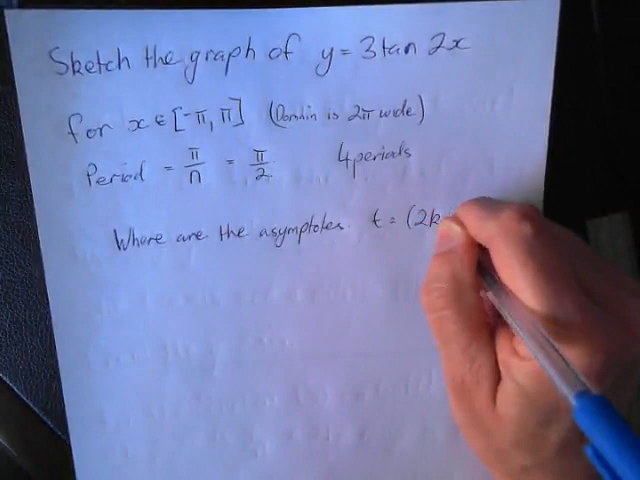 Sketch the graph of y = 3tan 2x
for x ∈ [-π, π] (Domain is 2π wide)
Period = π/n = π/2 4 periods
Where are the asymptotes. t = (2k